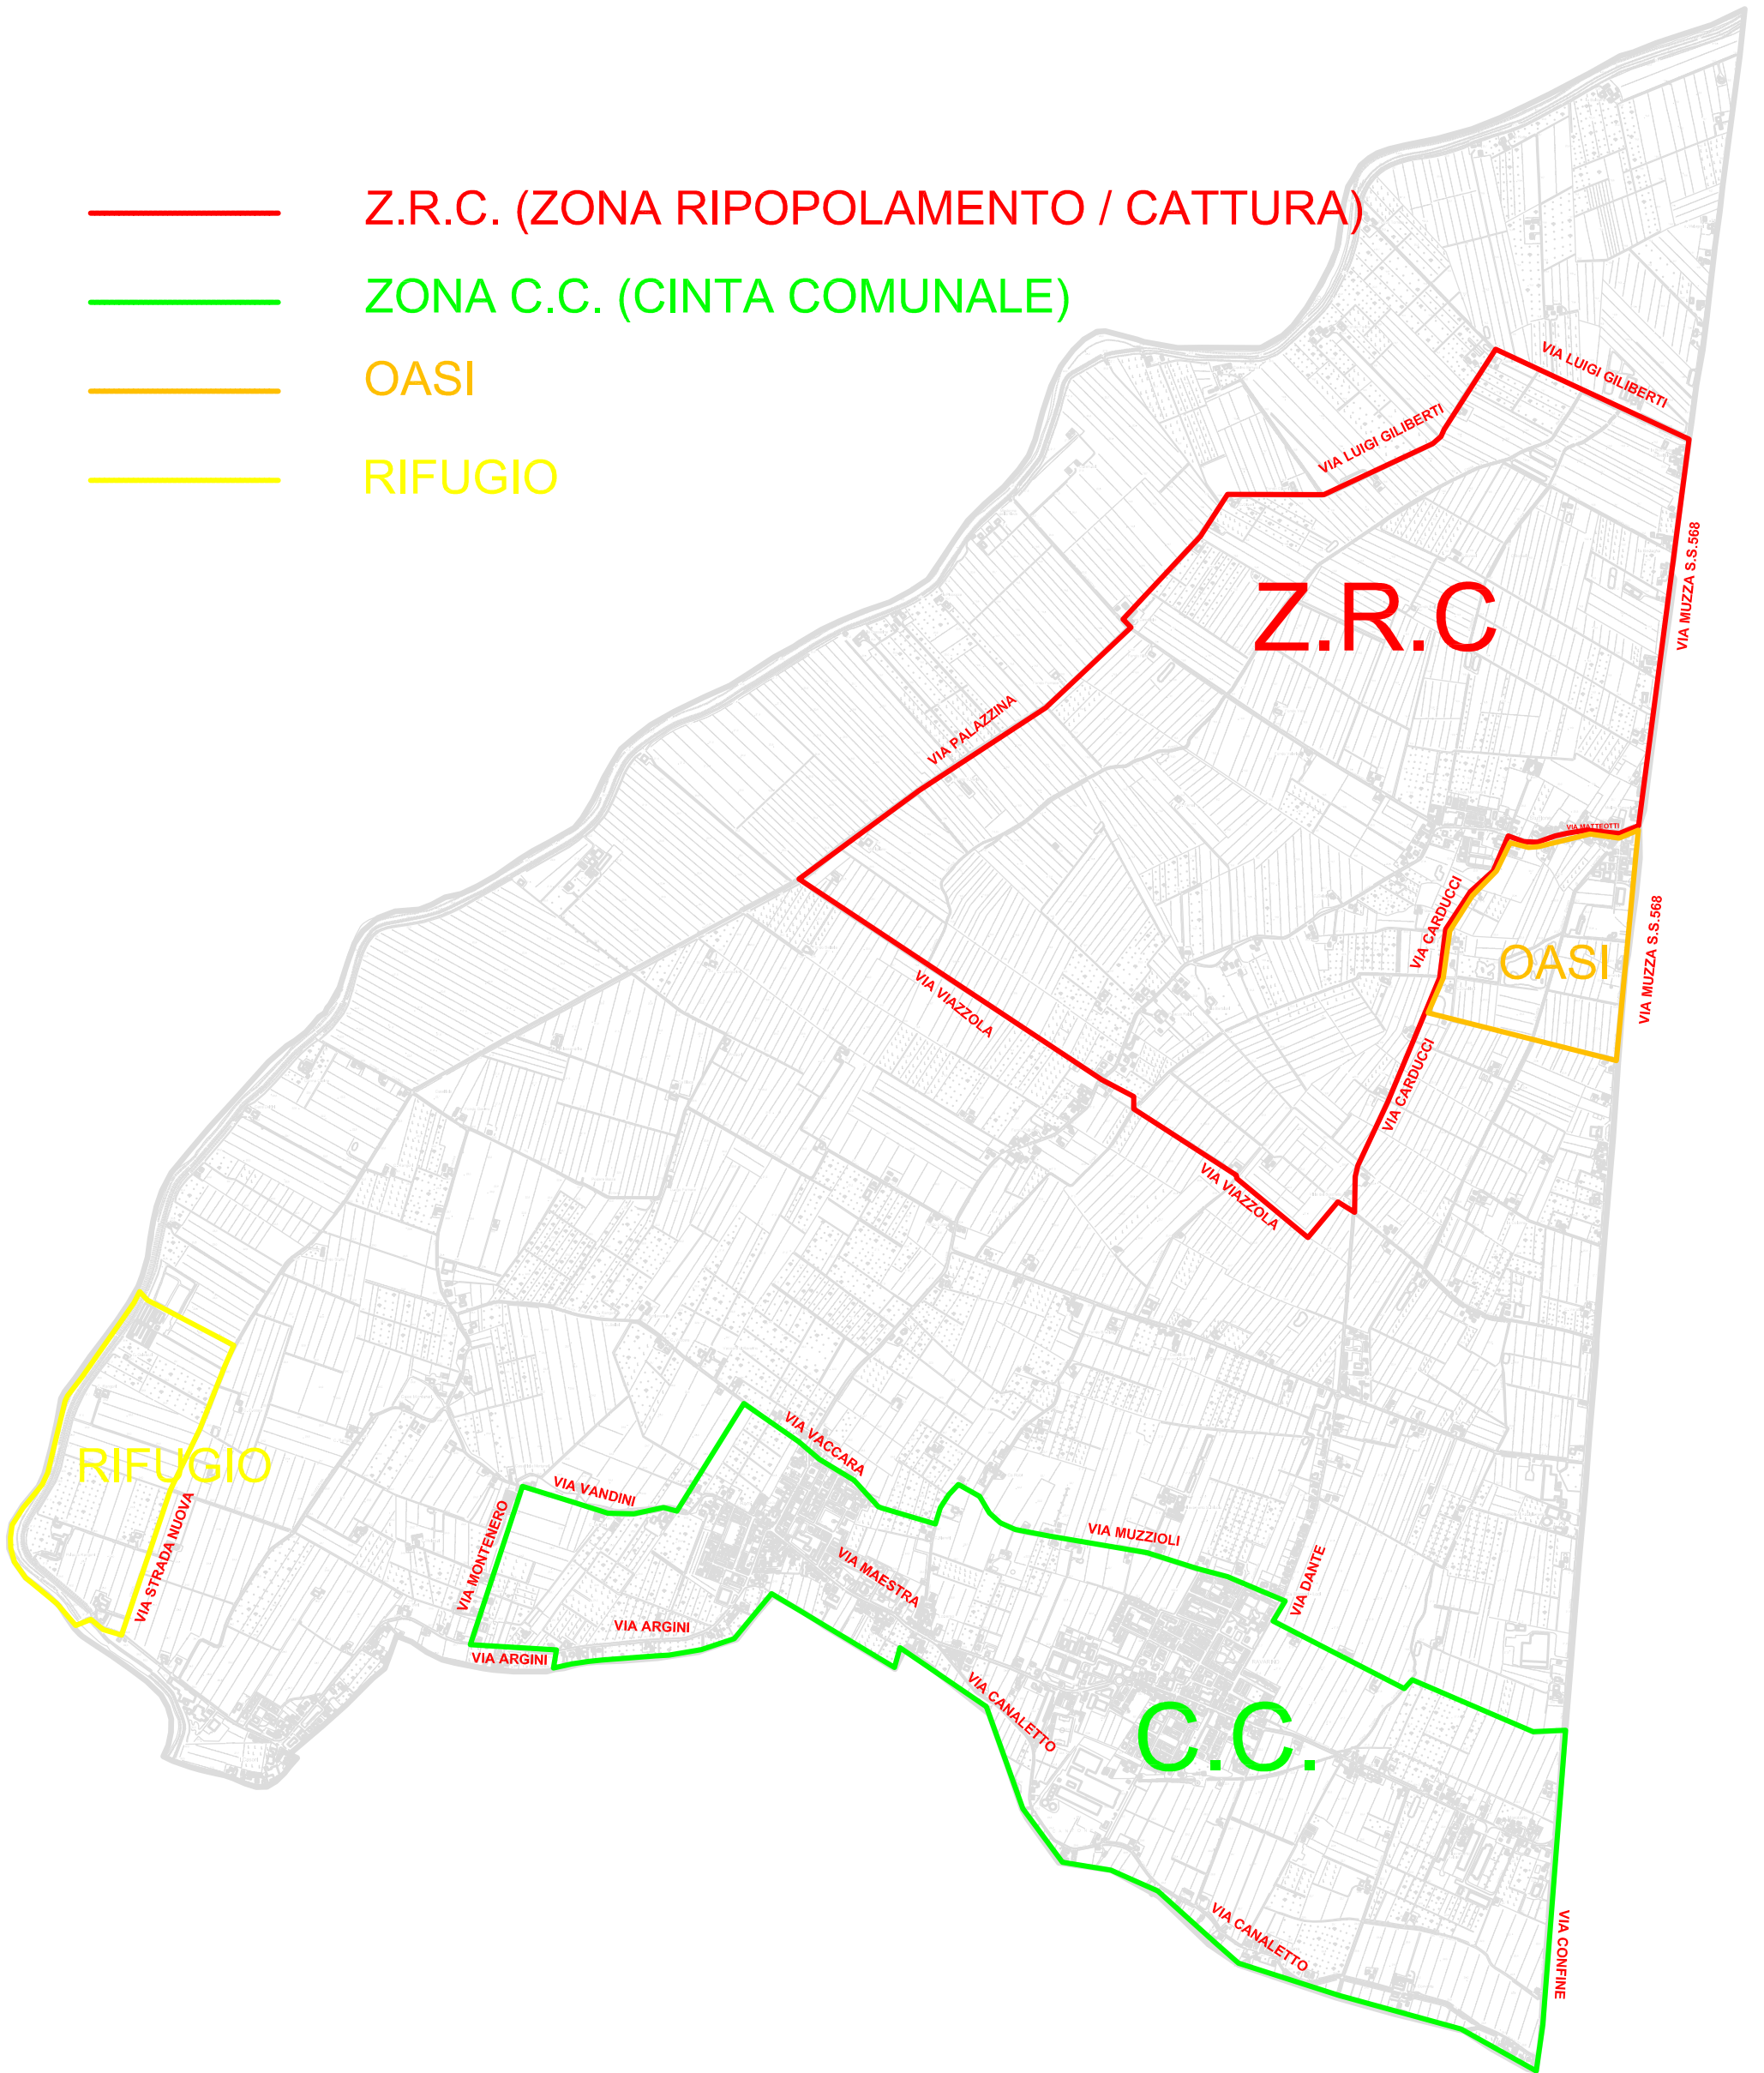 Z.R.C. (ZONA RIPOPOLAMENTO / CATTURA)
ZONA C.C. (CINTA COMUNALE)
OASI
RIFUGIO
VIA LUIGI GILIBERTI
VIA LUIGI GILIBERTI
Z.R.C
VIA MUZZA S.S.568
VIA PALAZZINA
VIA MATTEOTTI
VIA CARDUCCI
OASI
VIA MUZZA S.S.568
VIA VIAZZOLA
VIA CARDUCCI
VIA VIAZZOLA
RIFUGIO
VIA STRADA NUOVA
VIA VACCARA
VIA VANDINI
VIA MONTENERO
VIA MUZZIOLI
VIA MAESTRA
VIA DANTE
VIA ARGINI
VIA ARGINI
VIA CANALETTO
C.C.
VIA CANALETTO
VIA CONFINE